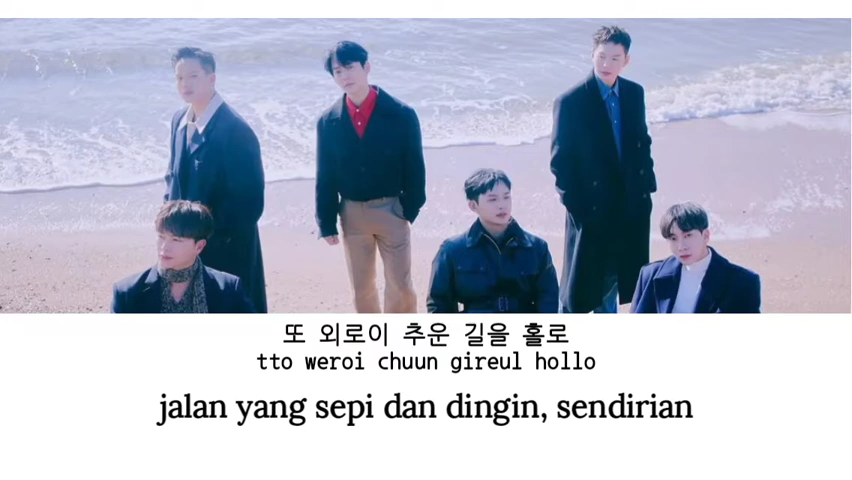 또 외로이 추운 길을 홀로
tto weroi chuun gireul hollo
jalan yang sepi dan dingin, sendirian